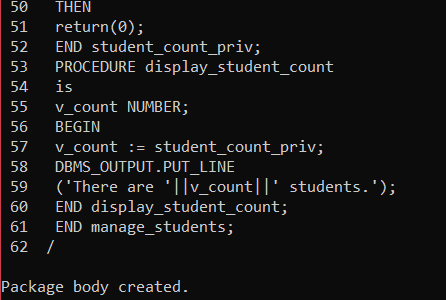 50 THEN
51 return(0);
52 END student_count_priv;
53 PROCEDURE display_student_count
54 is
55 v_count NUMBER;
56 BEGIN
57 v_count := student_count_priv;
58 DBMS_OUTPUT.PUT_LINE
59 ('There are '||v_count||' students.');
60 END display_student_count;
61 END manage_students;
62 /
Package body created.